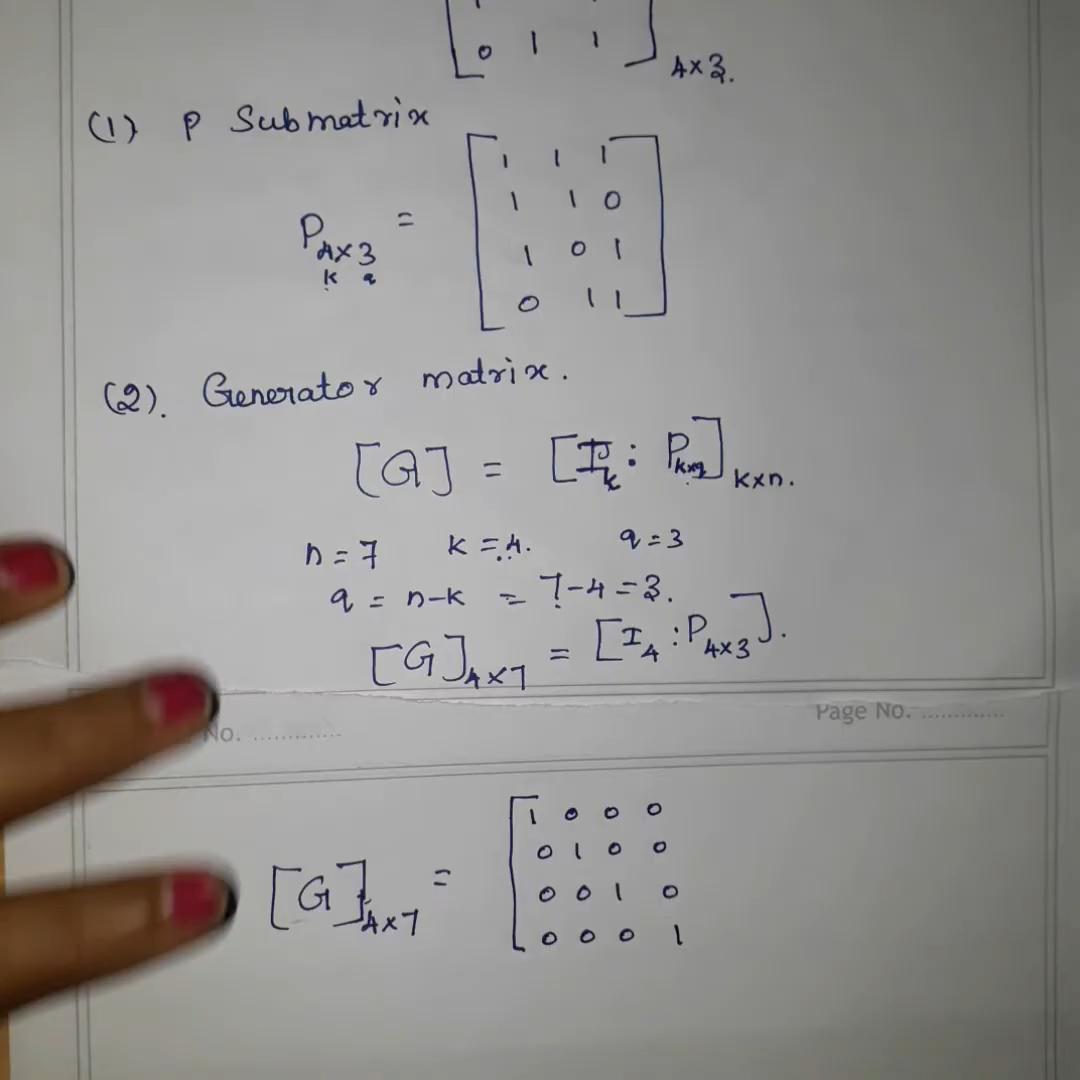 0 1 1
4×3.
(1) P Submatrix
1 1 1
1 1 0
P4×3 =
k q
1 0 1
0 1 1
(2). Generator matrix.
[G] = [Ik : Pk×q] k×n.
n = 7 k = 4. q = 3
q = n-k = 7-4 = 3.
[G]4×7 = [I4 : P4×3].
No. .............
Page No. .............
1 0 0 0
0 1 0 0
[G]4×7 =
0 0 1 0
0 0 0 1